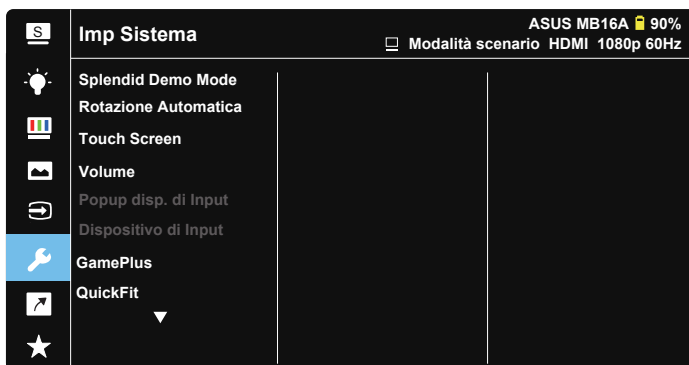 S
Imp Sistema
ASUS MB16A 90%
Modalità scenario HDMI 1080p 60Hz
Splendid Demo Mode
Rotazione Automatica
Touch Screen
Volume
Popup disp. di Input
Dispositivo di Input
GamePlus
QuickFit